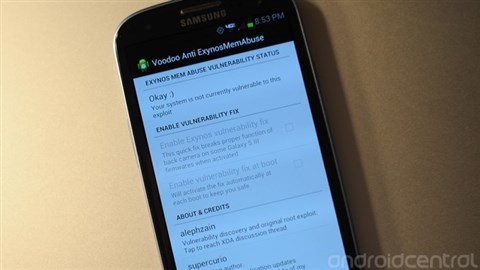 SAMSUNG
8:53 PM
Voodoo Anti ExynosMemAbuse
EXYNOS MEM ABUSE VULNERABILITY STATUS
Okay :)
Your system is not currently vulnerable to this
exploit
ENABLE VULNERABILITY FIX
Enable Exynos vulnerability fix
This quick fix breaks proper function of
back camera on some Galaxy S III
firmwares when activated
Enable vulnerability fix at boot
Will activate the fix automatically at
each boot to keep you safe
ABOUT & CREDITS
alephzain
Vulnerability discovery and original root exploit.
Tap to reach XDA discussion thread
supercurio
updates
of my
androidcentral